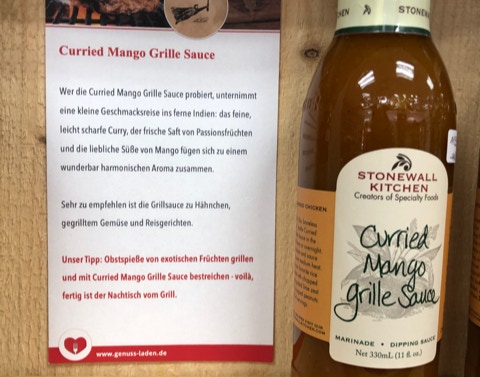 Curried Mango Grille Sauce
Wer die Curried Mango Grille Sauce probiert, unternimmt
eine kleine Geschmacksreise ins ferne Indien: das feine,
leicht scharfe Curry, der frische Saft von Passionsfrüchten
und die liebliche Süße von Mango fügen sich zu einem
wunderbar harmonischen Aroma zusammen.
Sehr zu empfehlen ist die Grillsauce zu Hähnchen,
gegrilltem Gemüse und Reisgerichten.
Unser Tipp: Obstspieße von exotischen Früchten grillen
und mit Curried Mango Grille Sauce bestreichen - voilà,
fertig ist der Nachtisch vom Grill.
www.genuss-laden.de
STONEWALL
STONEWALL
KITCHEN
Creators of Specialty Foods
Curried
Mango
grille Sauce
MARINADE • DIPPING SAUCE
Net 330mL (11 fl. oz.)
CHICKEN